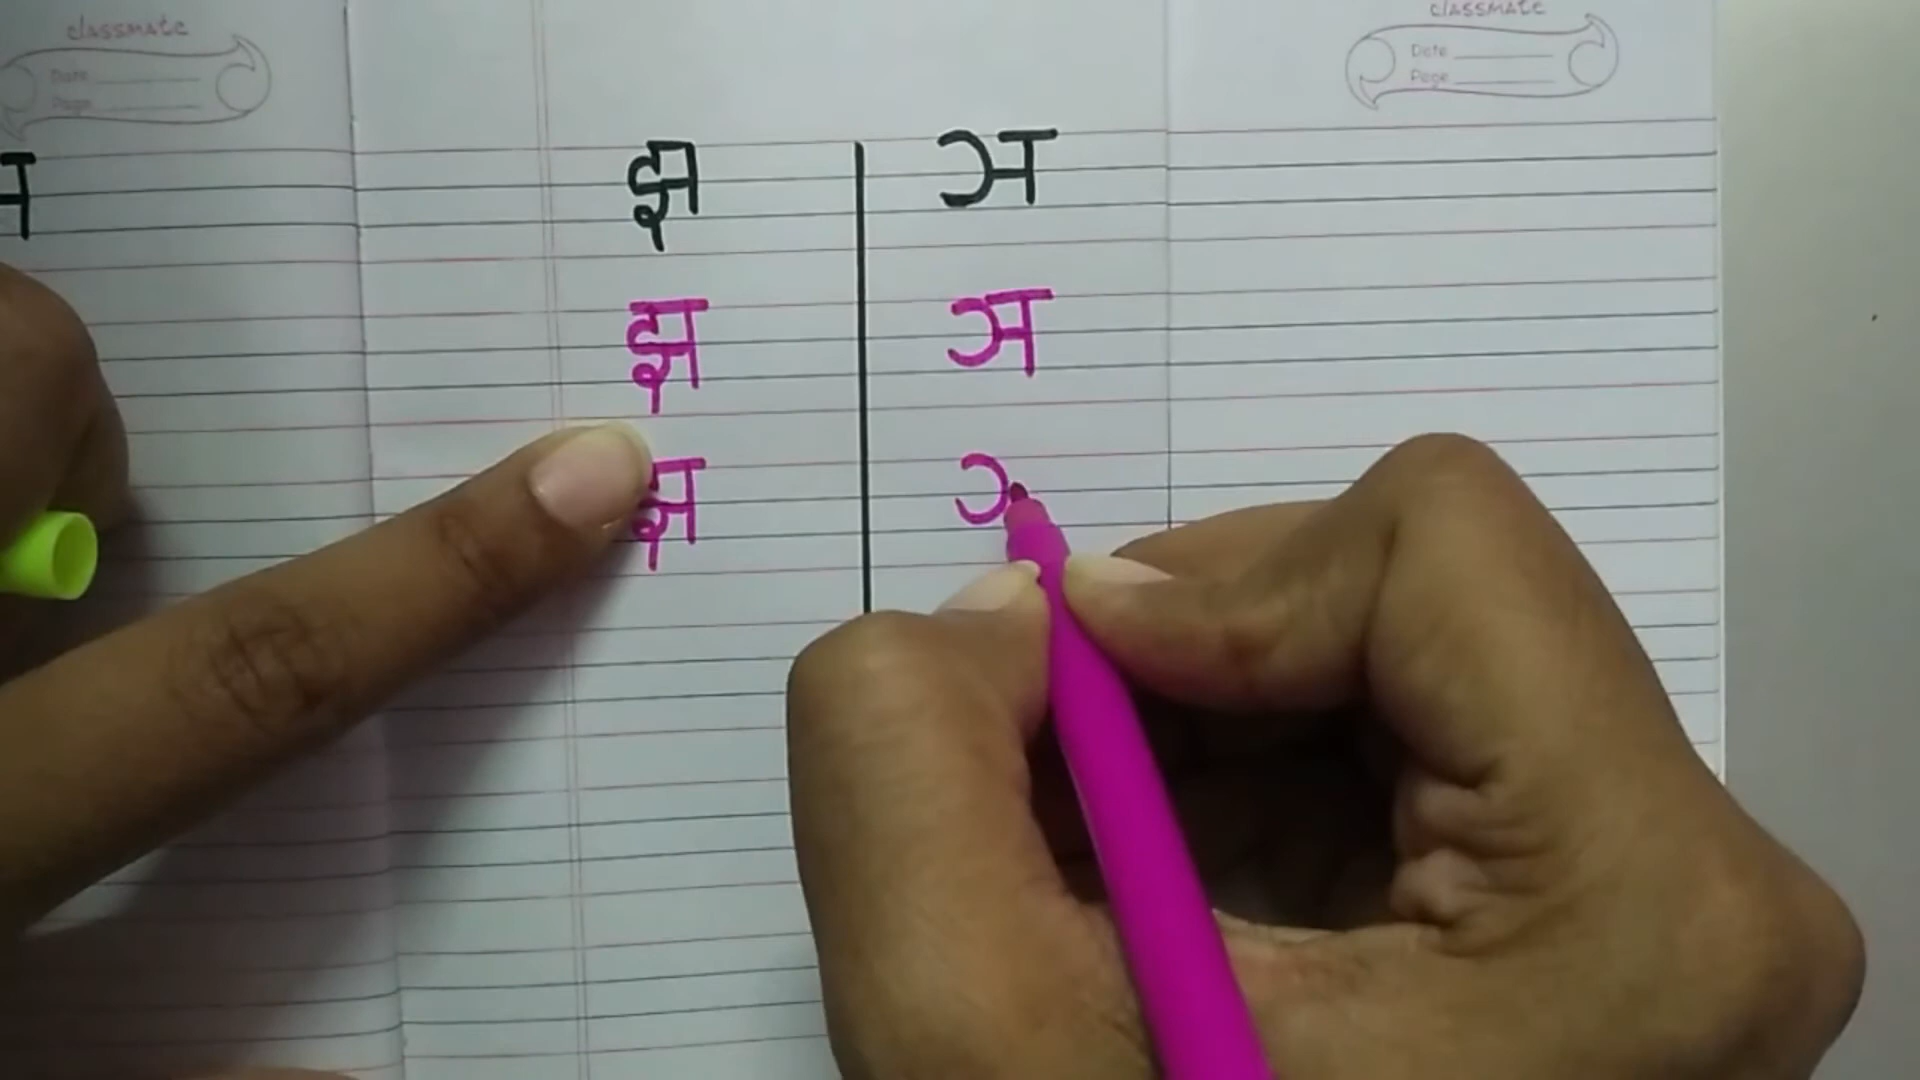 classmate classmate
Date Date
Page Page
झ ञ
झ ञ
झ